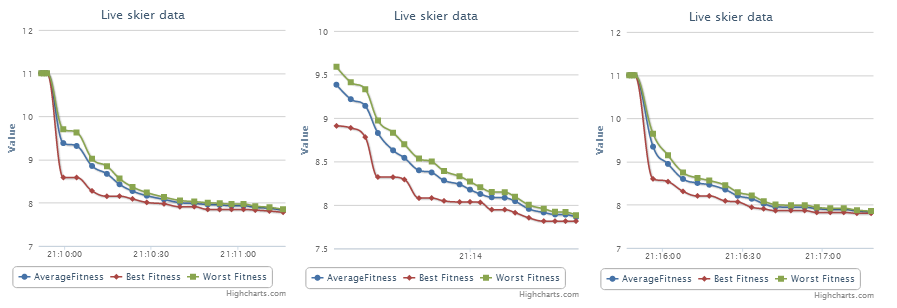 Live skier data
12
11
10
9
8
7
Value
21:10:00 21:10:30 21:11:00
AverageFitness Best Fitness Worst Fitness
Highcharts.com
Live skier data
10
9.5
9
8.5
8
7.5
Value
21:14
AverageFitness Best Fitness Worst Fitness
Highcharts.com
Live skier data
12
11
10
9
8
7
Value
21:16:00 21:16:30 21:17:00
AverageFitness Best Fitness Worst Fitness
Highcharts.com